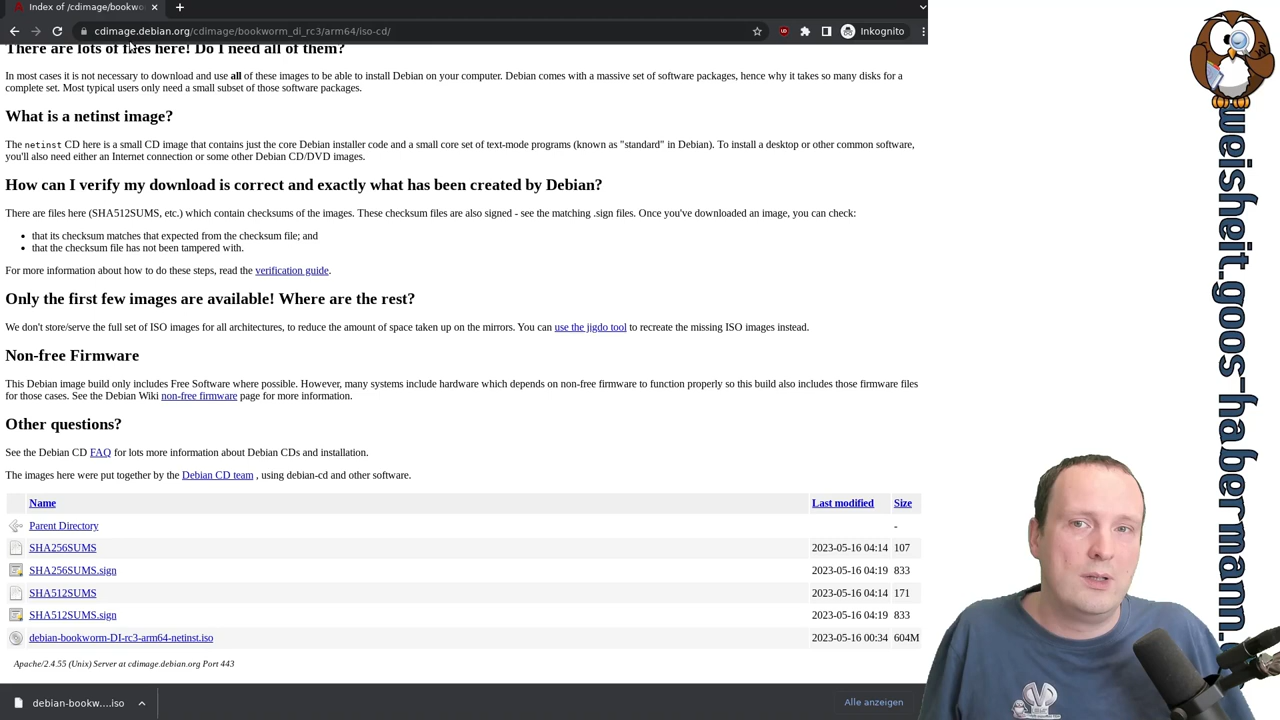 Index of /cdimage/bookwo
cdimage.debian.org/cdimage/bookworm_di_rc3/arm64/iso-cd/
Inkognito
There are lots of files here! Do I need all of them?
In most cases it is not necessary to download and use all of these images to be able to install Debian on your computer. Debian comes with a massive set of software packages, hence why it takes so many disks for a
complete set. Most typical users only need a small subset of those software packages.
What is a netinst image?
The netinst CD here is a small CD image that contains just the core Debian installer code and a small core set of text-mode programs (known as "standard" in Debian). To install a desktop or other common software,
you'll also need either an Internet connection or some other Debian CD/DVD images.
How can I verify my download is correct and exactly what has been created by Debian?
There are files here (SHA512SUMS, etc.) which contain checksums of the images. These checksum files are also signed - see the matching .sign files. Once you've downloaded an image, you can check:
that its checksum matches that expected from the checksum file; and
that the checksum file has not been tampered with.
For more information about how to do these steps, read the verification guide.
Only the first few images are available! Where are the rest?
We don't store/serve the full set of ISO images for all architectures, to reduce the amount of space taken up on the mirrors. You can use the jigdo tool to recreate the missing ISO images instead.
Non-free Firmware
This Debian image build only includes Free Software where possible. However, many systems include hardware which depends on non-free firmware to function properly so this build also includes those firmware files
for those cases. See the Debian Wiki non-free firmware page for more information.
Other questions?
See the Debian CD FAQ for lots more information about Debian CDs and installation.
The images here were put together by the Debian CD team , using debian-cd and other software.
Name Last modified Size
Parent Directory -
SHA256SUMS 2023-05-16 04:14 107
SHA256SUMS.sign 2023-05-16 04:19 833
SHA512SUMS 2023-05-16 04:14 171
SHA512SUMS.sign 2023-05-16 04:19 833
debian-bookworm-DI-rc3-arm64-netinst.iso 2023-05-16 00:34 604M
Apache/2.4.55 (Unix) Server at cdimage.debian.org Port 443
debian-bookw....iso
Alle anzeigen
weisheit.goos-habermann.